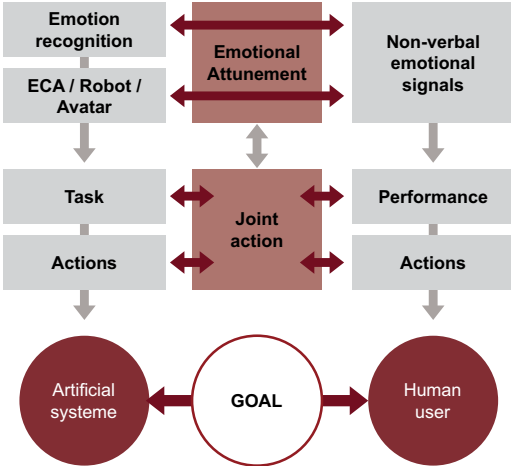 Emotion
recognition
ECA / Robot /
Avatar
Emotional
Attunement
Non-verbal
emotional
signals
Task
Actions
Joint
action
Performance
Actions
Artificial
systeme
GOAL
Human
user